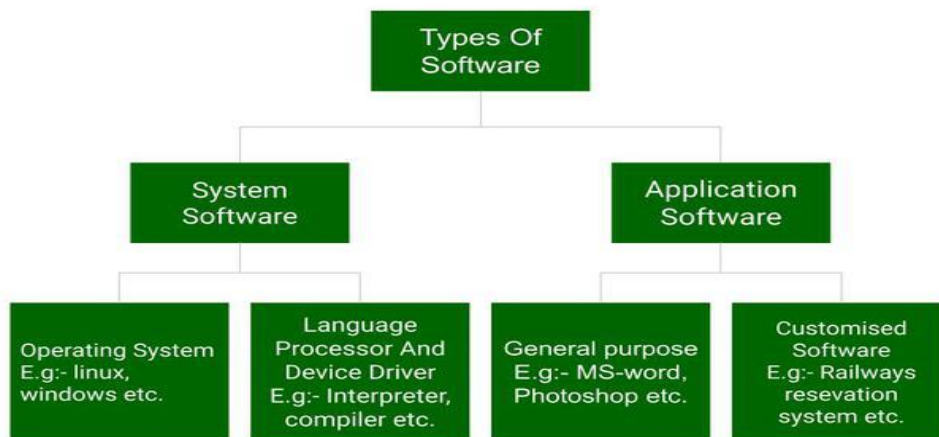 Types Of
Software
System
Software
Application
Software
Operating System
E.g:- linux,
windows etc.
Language
Processor And
Device Driver
E.g:- Interpreter,
compiler etc.
General purpose
E.g:- MS-word,
Photoshop etc.
Customised
Software
E.g:- Railways
resevation
system etc.